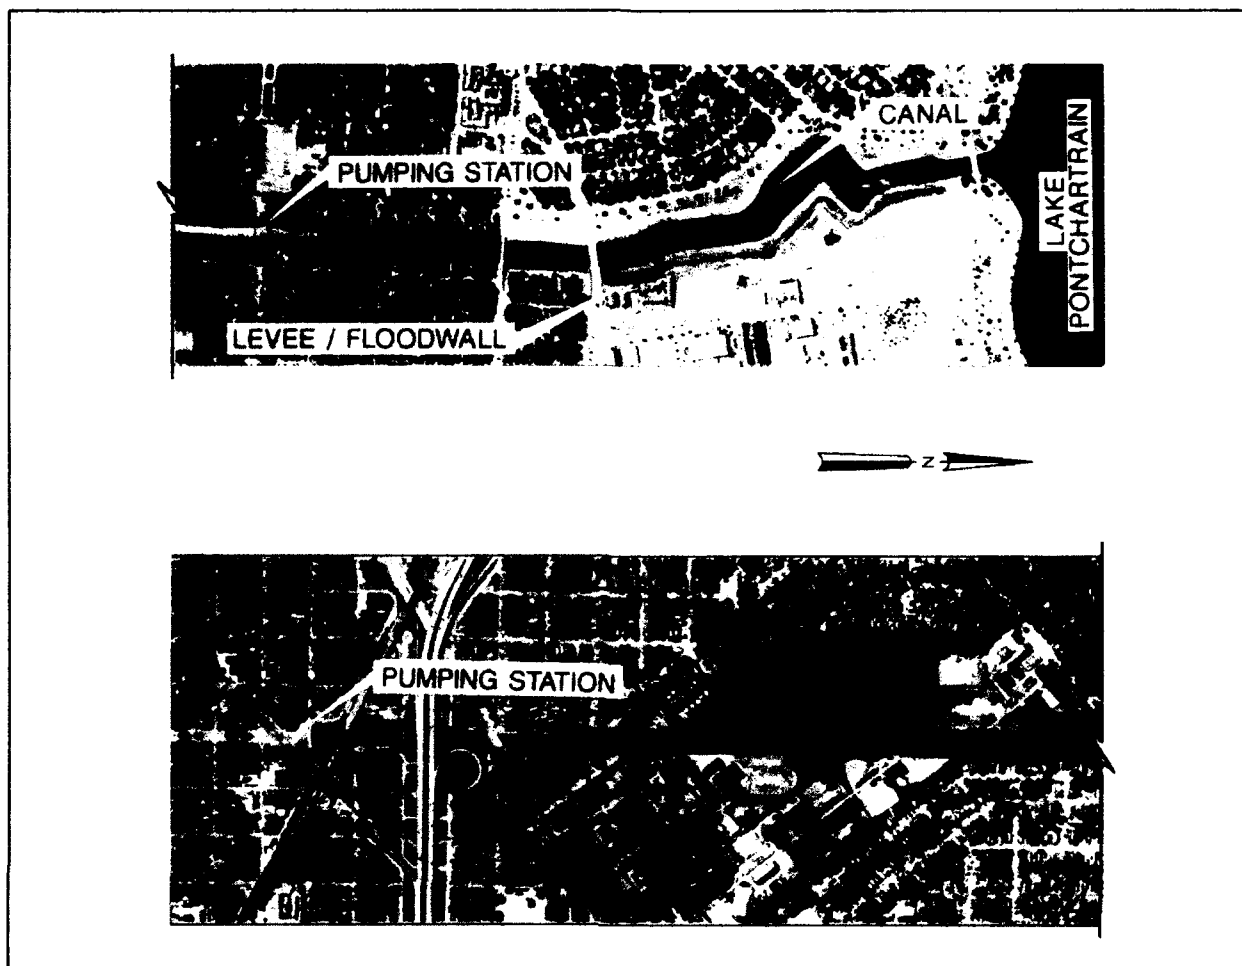 CANAL
PUMPING STATION
LAKE
PONTCHARTRAIN
LEVEE / FLOODWALL
N
PUMPING STATION